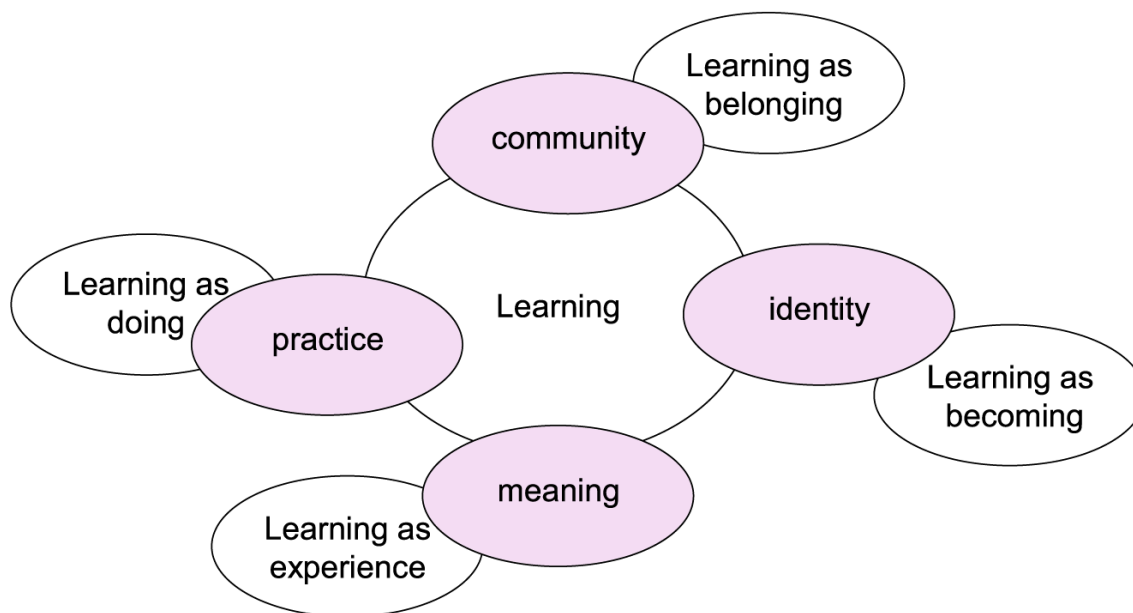 Learning as
belonging
community
Learning as
doing
practice
Learning
identity
Learning as
becoming
meaning
Learning as
experience